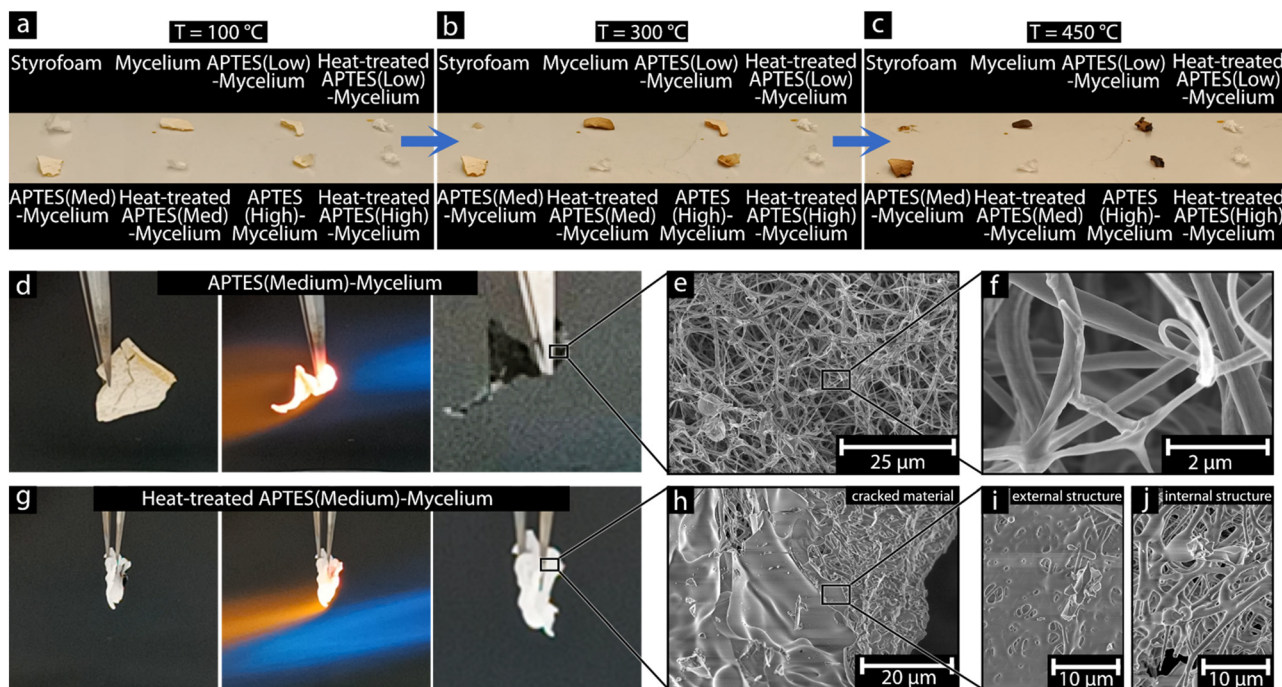 a
T = 100 °C
b
T = 300 °C
c
T = 450 °C
Styrofoam Mycelium APTES(Low) Heat-treated
-Mycelium APTES(Low)
-Mycelium
Styrofoam Mycelium APTES(Low) Heat-treated
-Mycelium APTES(Low)
-Mycelium
Styrofoam Mycelium APTES(Low) Heat-treated
-Mycelium APTES(Low)
-Mycelium
APTES(Med) Heat-treated APTES Heat-treated
-Mycelium APTES(Med) (High)- APTES(High)
-Mycelium Mycelium -Mycelium
APTES(Med) Heat-treated APTES Heat-treated
-Mycelium APTES(Med) (High)- APTES(High)
-Mycelium Mycelium -Mycelium
APTES(Med) Heat-treated APTES Heat-treated
-Mycelium APTES(Med) (High)- APTES(High)
-Mycelium Mycelium -Mycelium
d
APTES(Medium)-Mycelium
e
25 μm
f
2 μm
g
Heat-treated APTES(Medium)-Mycelium
h
cracked material
20 μm
i
external structure
10 μm
j
internal structure
10 μm